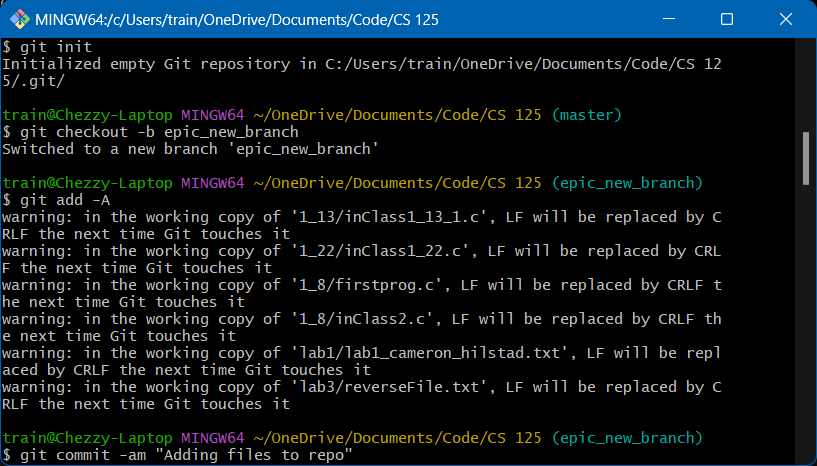 MINGW64:/c/Users/train/OneDrive/Documents/Code/CS 125
$ git init
Initialized empty Git repository in C:/Users/train/OneDrive/Documents/Code/CS 12
5/.git/
train@Chezzy-Laptop MINGW64 ~/OneDrive/Documents/Code/CS 125 (master)
$ git checkout -b epic_new_branch
Switched to a new branch 'epic_new_branch'
train@Chezzy-Laptop MINGW64 ~/OneDrive/Documents/Code/CS 125 (epic_new_branch)
$ git add -A
warning: in the working copy of '1_13/inClass1_13_1.c', LF will be replaced by C
RLF the next time Git touches it
warning: in the working copy of '1_22/inClass1_22.c', LF will be replaced by CRL
F the next time Git touches it
warning: in the working copy of '1_8/firstprog.c', LF will be replaced by CRLF t
he next time Git touches it
warning: in the working copy of '1_8/inClass2.c', LF will be replaced by CRLF th
e next time Git touches it
warning: in the working copy of 'lab1/lab1_cameron_hilstad.txt', LF will be repl
aced by CRLF the next time Git touches it
warning: in the working copy of 'lab3/reverseFile.txt', LF will be replaced by C
RLF the next time Git touches it
train@Chezzy-Laptop MINGW64 ~/OneDrive/Documents/Code/CS 125 (epic_new_branch)
$ git commit -am "Adding files to repo"